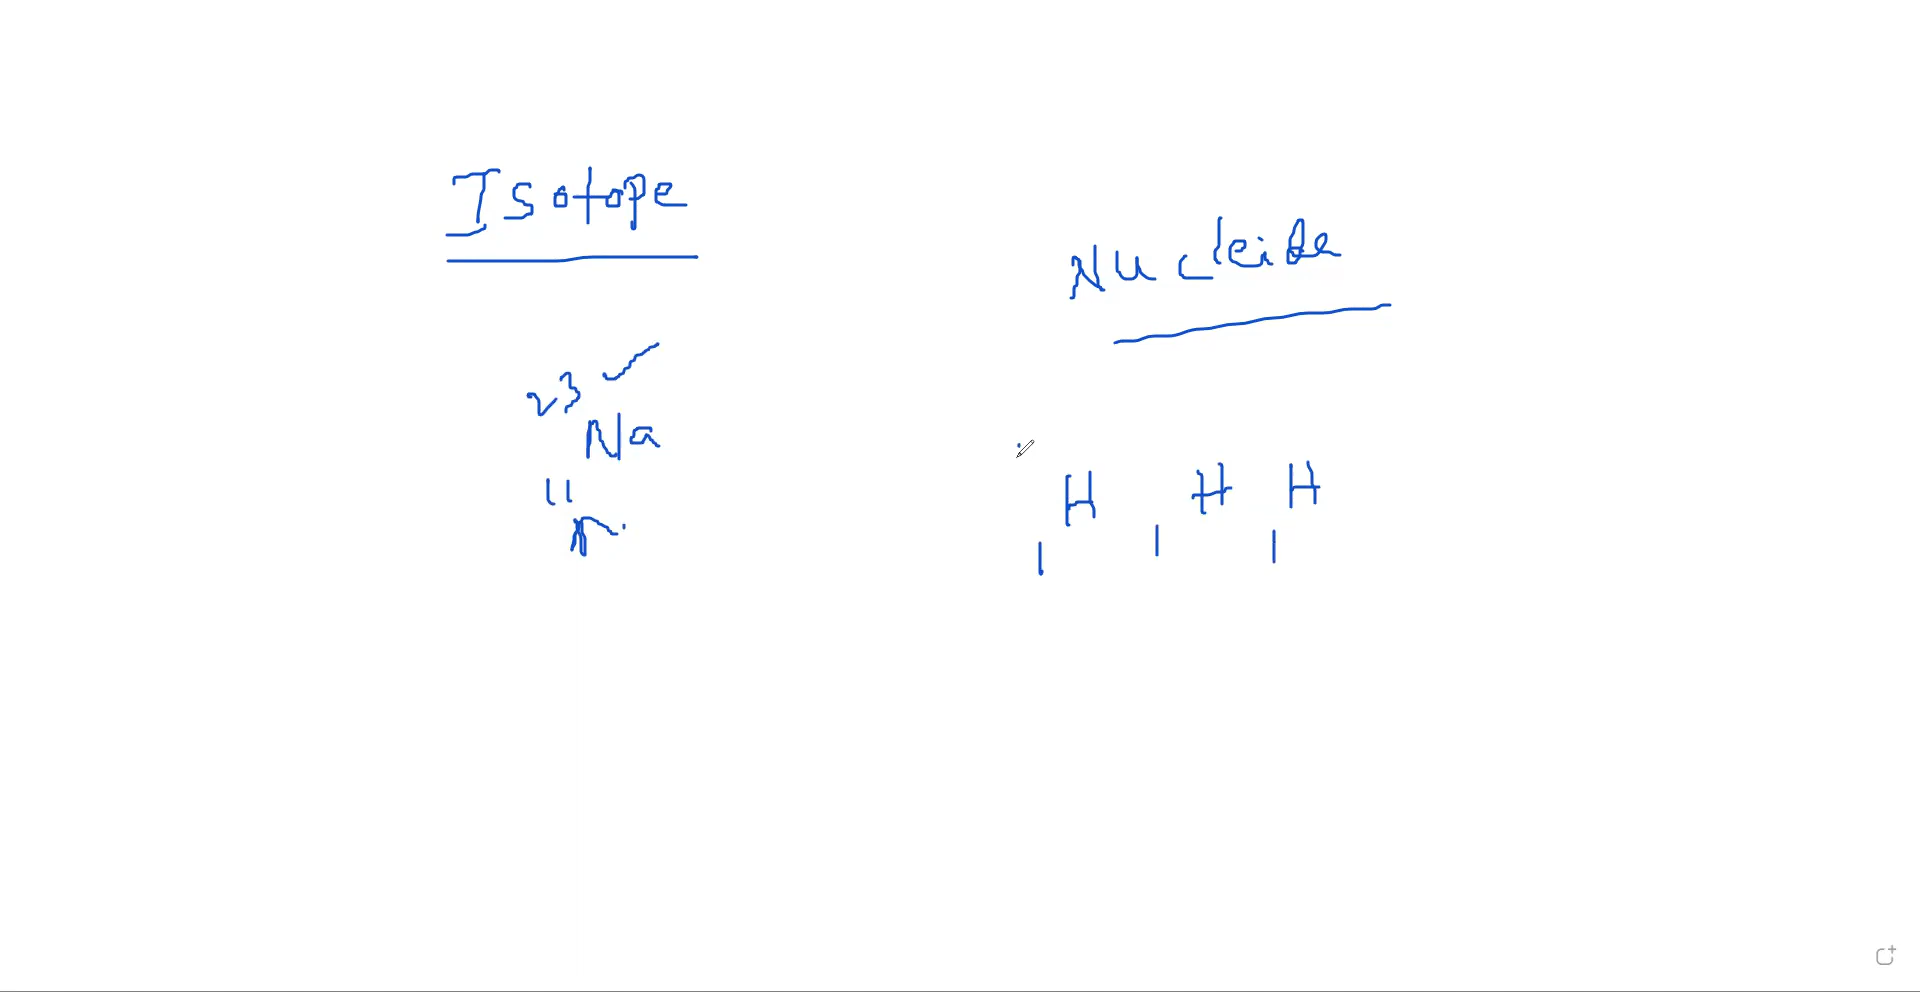 Isotope
Nucleide
23
Na
11
H H H
1 1 1